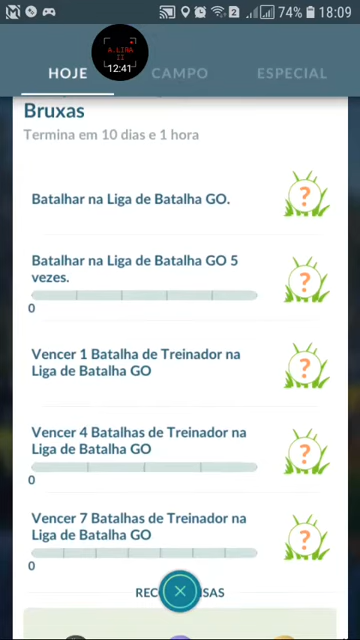 74% 18:09
A.LIRA
II
12:41
HOJE CAMPO ESPECIAL
Bruxas
Termina em 10 dias e 1 hora
Batalhar na Liga de Batalha GO.
?
Batalhar na Liga de Batalha GO 5
vezes.
?
0
Vencer 1 Batalha de Treinador na
Liga de Batalha GO
?
Vencer 4 Batalhas de Treinador na
Liga de Batalha GO
?
0
Vencer 7 Batalhas de Treinador na
Liga de Batalha GO
?
0